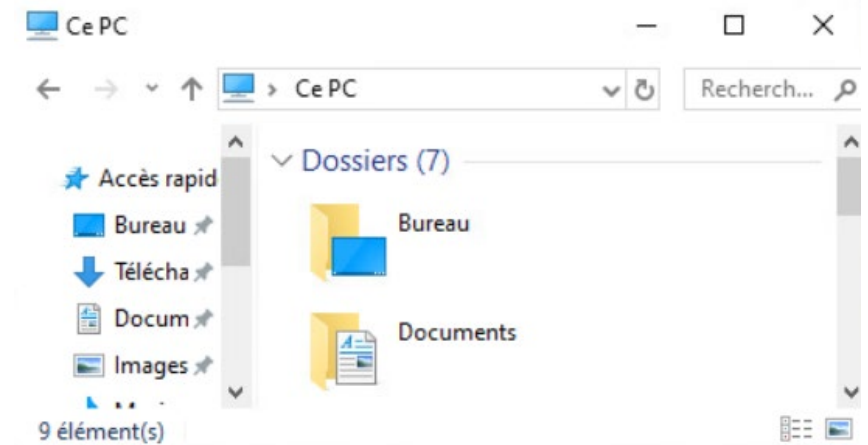 Ce PC
Ce PC
Recherch...
Accès rapid
Bureau
Télécha
Docum
Images
Dossiers (7)
Bureau
Documents
9 élément(s)